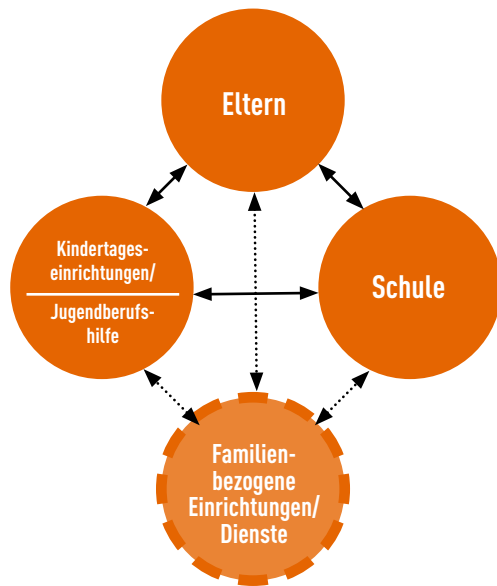 Eltern
Kindertages-
einrichtungen/
Jugendberufs-
hilfe
Schule
Familien-
bezogene
Einrichtungen/
Dienste